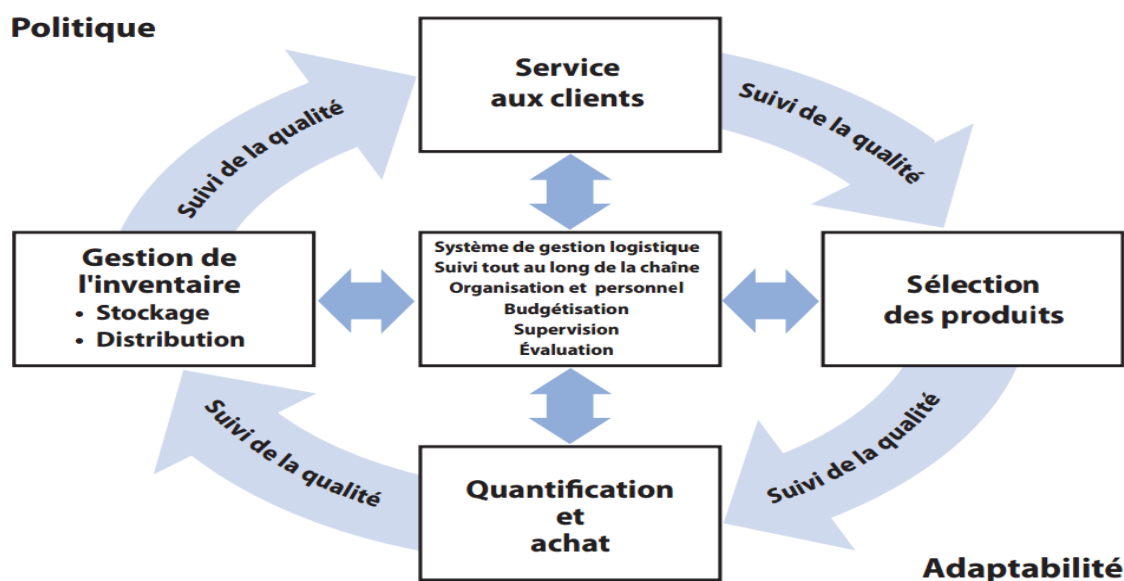 Politique
Service
aux clients
Suivi de la qualité
Suivi de la qualité
Gestion de
l'inventaire
• Stockage
• Distribution
Système de gestion logistique
Suivi tout au long de la chaîne
Organisation et personnel
Budgétisation
Supervision
Évaluation
Sélection
des produits
Suivi de la qualité
Suivi de la qualité
Quantification
et
achat
Adaptabilité